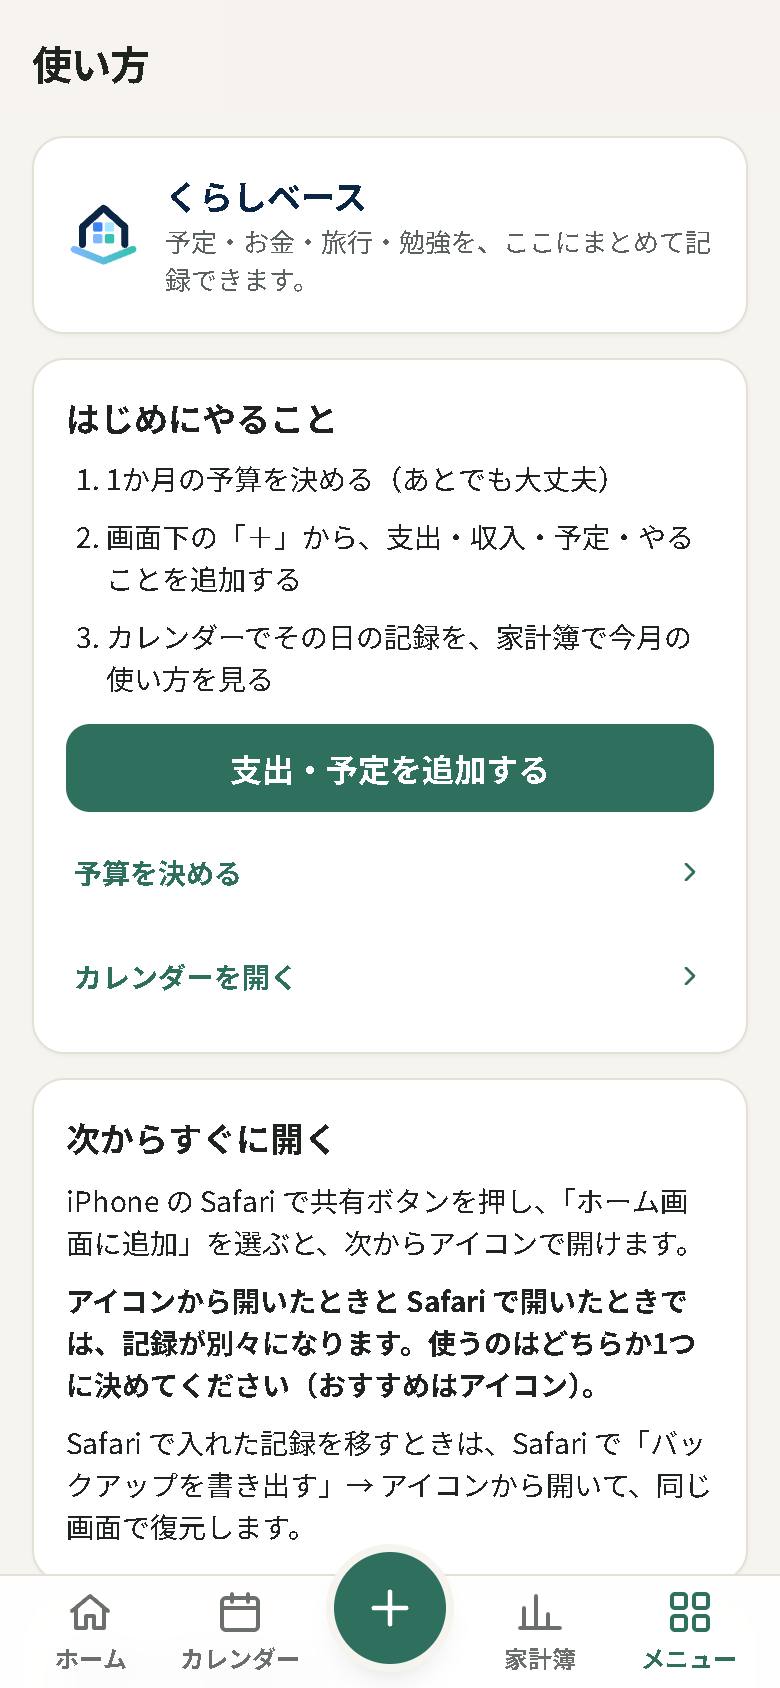 使い方
くらしベース
予定・お金・旅行・勉強を、ここにまとめて記
録できます。
はじめにやること
1. 1か月の予算を決める（あとでも大丈夫）
2. 画面下の「＋」から、支出・収入・予定・やる
ことを追加する
3. カレンダーでその日の記録を、家計簿で今月の
使い方を見る
支出・予定を追加する
予算を決める
カレンダーを開く
次からすぐに開く
iPhone の Safari で共有ボタンを押し、「ホーム画
面に追加」を選ぶと、次からアイコンで開けます。
アイコンから開いたときと Safari で開いたときで
は、記録が別々になります。使うのはどちらか1つ
に決めてください（おすすめはアイコン）。
Safari で入れた記録を移すときは、Safari で「バッ
クアップを書き出す」→ アイコンから開いて、同じ
画面で復元します。
ホーム
カレンダー
家計簿
メニュー